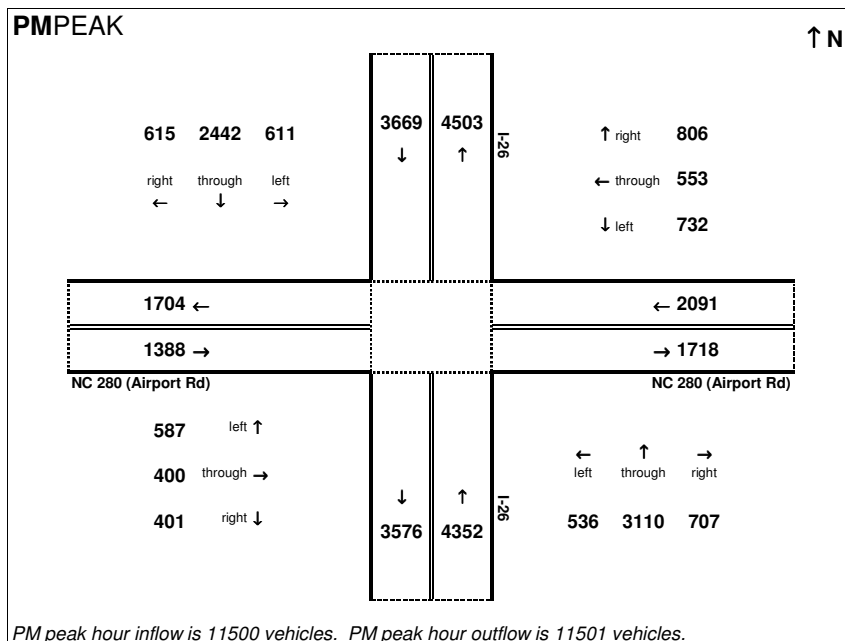 PMPEAK
↑ N
615 2442 611
right through left
← ↓ →
3669 4503
↓ ↑
I-26
↑ right 806
← through 553
↓ left 732
1704 ← ← 2091
1388 → → 1718
NC 280 (Airport Rd) NC 280 (Airport Rd)
587 left ↑
400 through →
401 right ↓
↓ ↑
3576 4352
I-26
← ↑ →
left through right
536 3110 707
PM peak hour inflow is 11500 vehicles. PM peak hour outflow is 11501 vehicles.